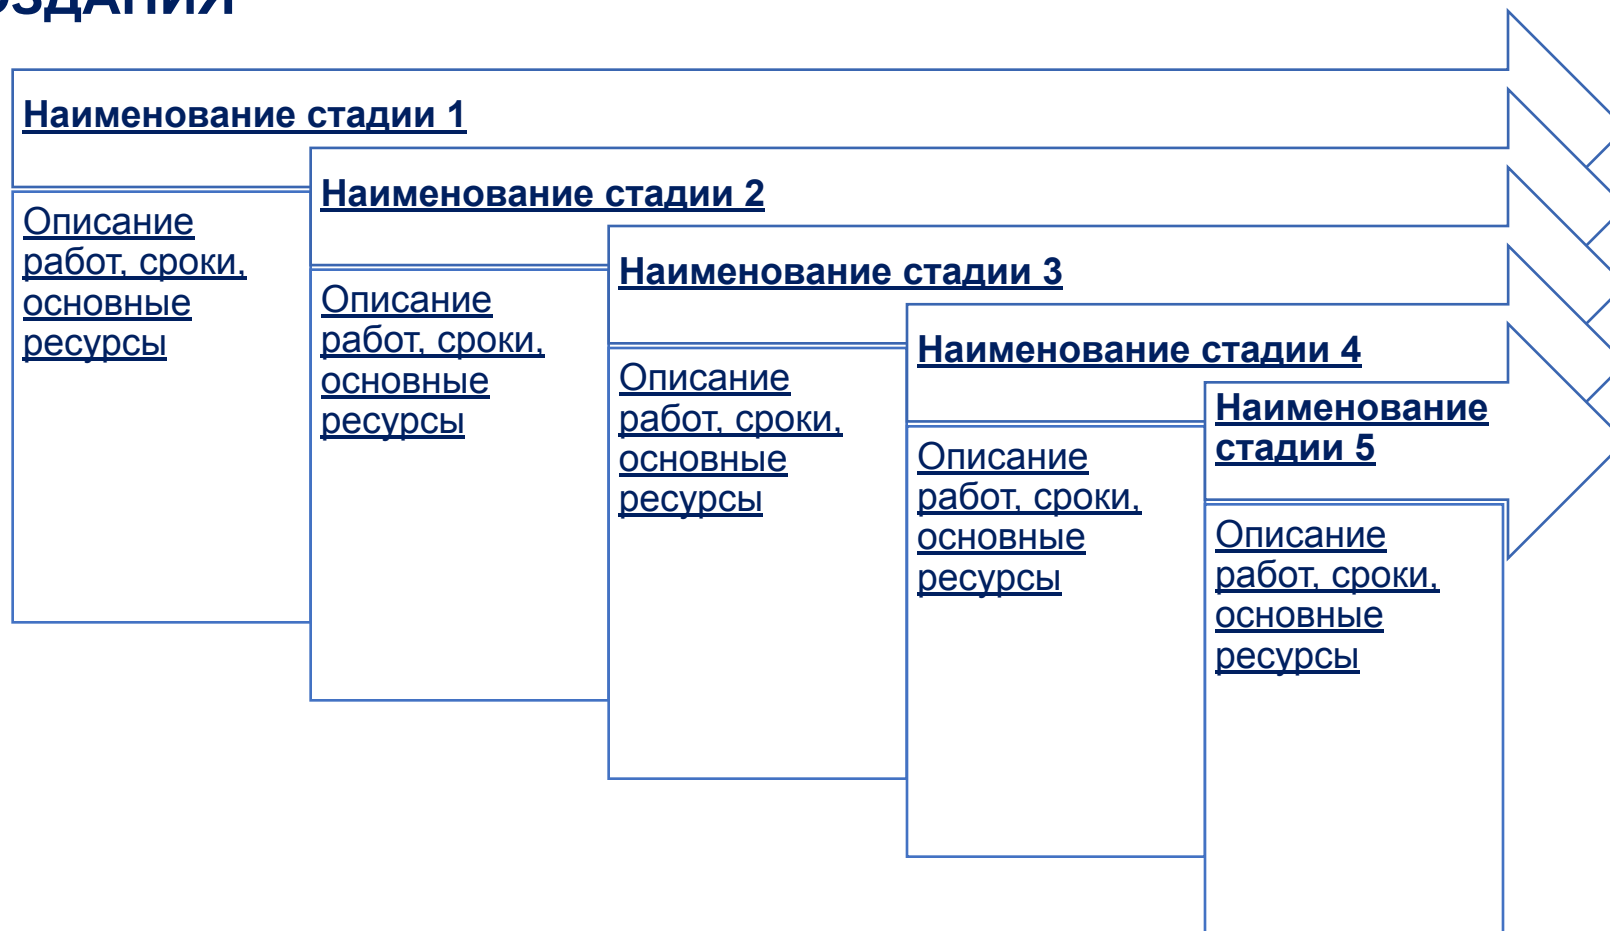 Наименование стадии 1
Описание
работ, сроки,
основные
ресурсы
Наименование стадии 2
Описание
работ, сроки,
основные
ресурсы
Наименование стадии 3
Описание
работ, сроки,
основные
ресурсы
Наименование стадии 4
Описание
работ, сроки,
основные
ресурсы
Наименование
стадии 5
Описание
работ, сроки,
основные
ресурсы